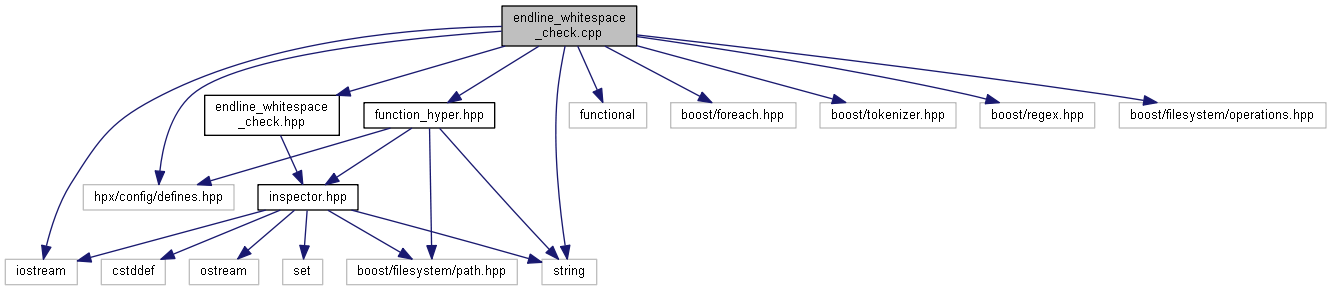 endline_whitespace
_check.cpp
endline_whitespace
_check.hpp
function_hyper.hpp
functional
boost/foreach.hpp
boost/tokenizer.hpp
boost/regex.hpp
boost/filesystem/operations.hpp
hpx/config/defines.hpp
inspector.hpp
iostream
cstddef
ostream
set
boost/filesystem/path.hpp
string